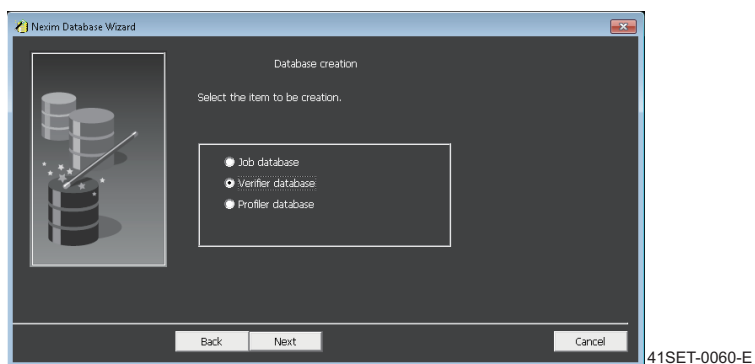 Nexim Database Wizard
Database creation
Select the item to be creation.
Job database
Verifier database
Profiler database
Back
Next
Cancel
41SET-0060-E